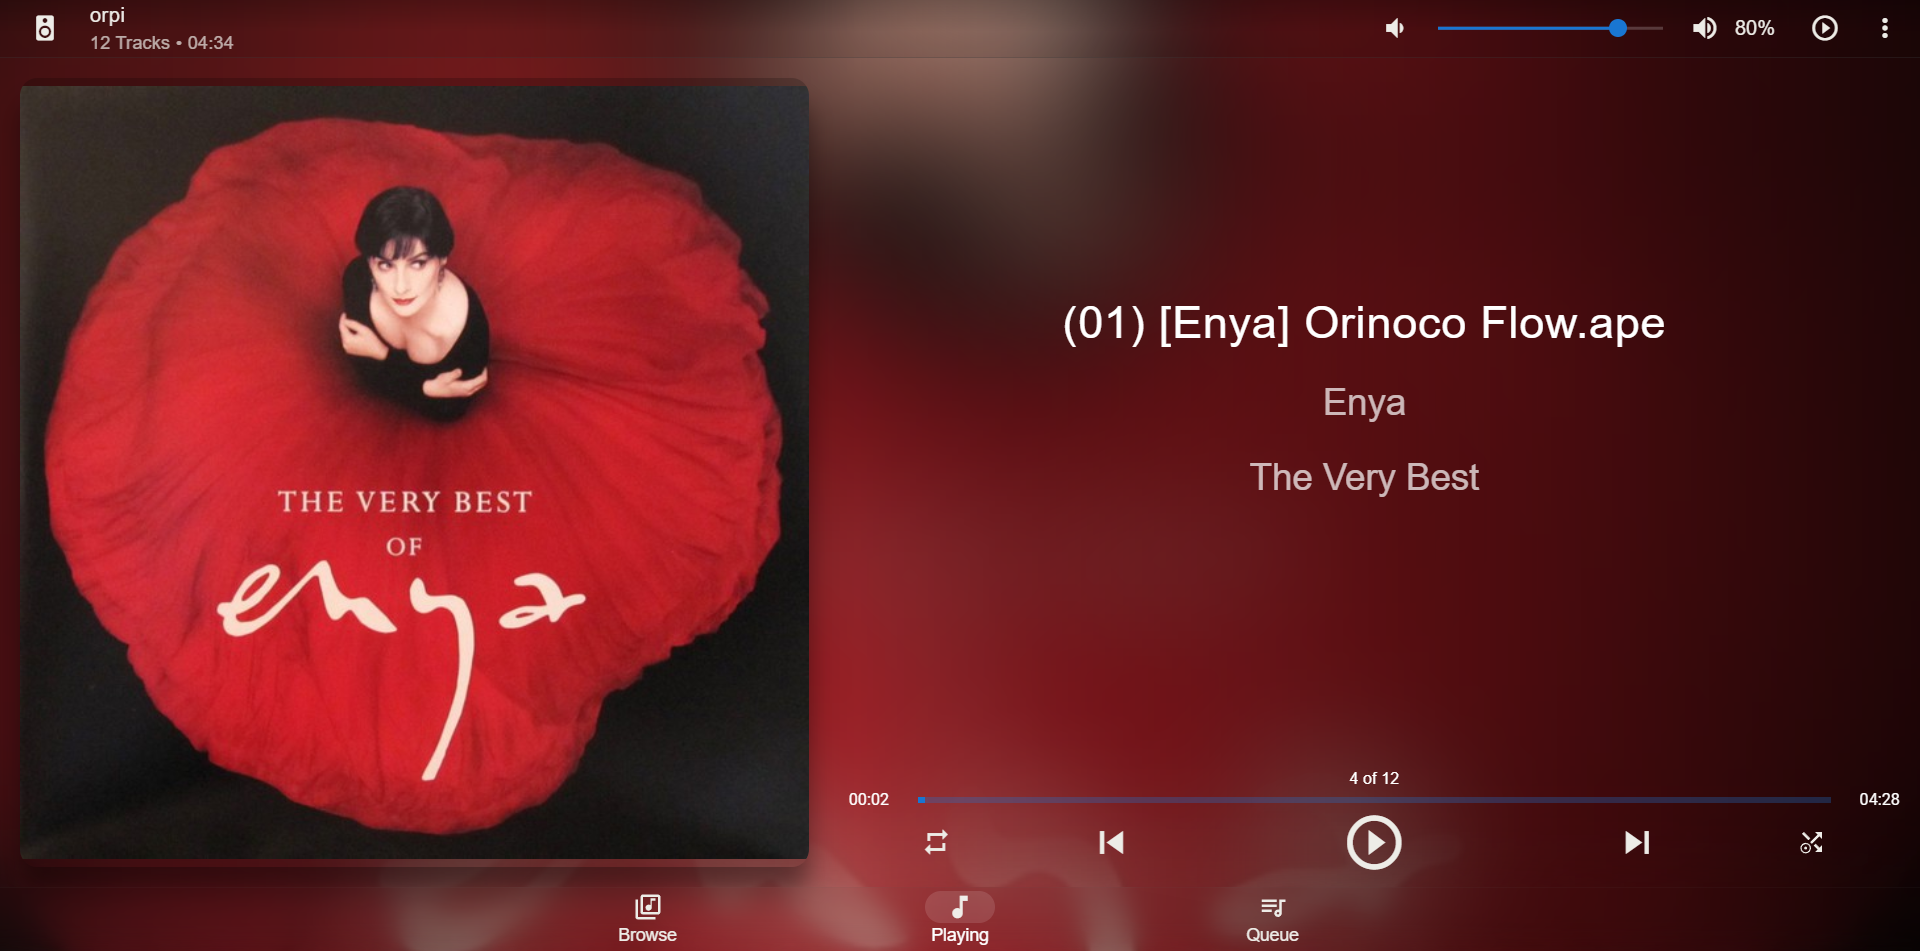 orpi
12 Tracks • 04:34
80%
THE VERY BEST
OF
enya
(01) [Enya] Orinoco Flow.ape
Enya
The Very Best
4 of 12
00:02
04:28
Browse
Playing
Queue